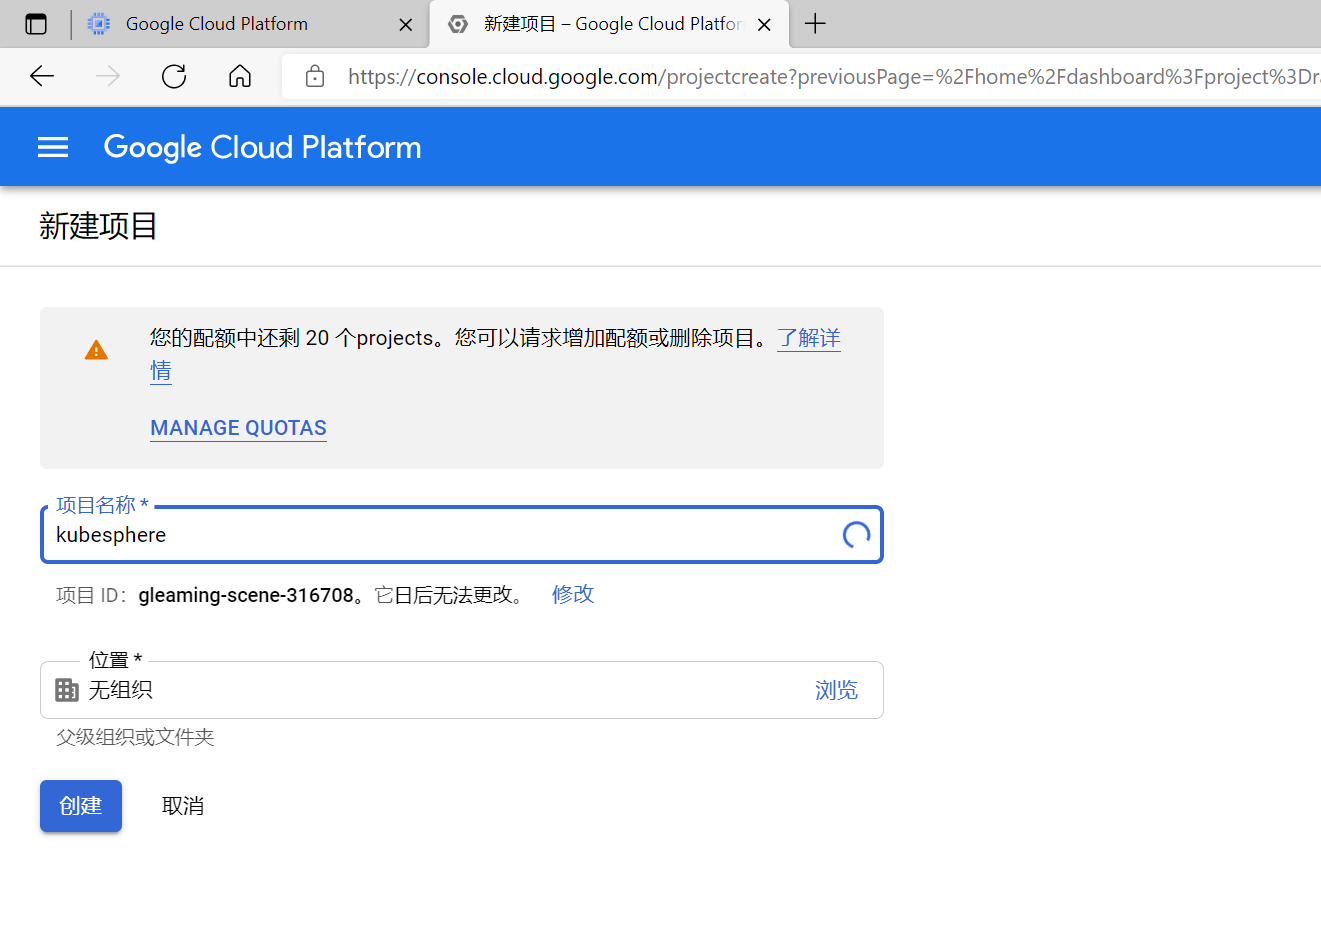 Google Cloud Platform
新建项目 – Google Cloud Platfor
https://console.cloud.google.com/projectcreate?previousPage=%2Fhome%2Fdashboard%3Fproject%3Dr
Google Cloud Platform
新建项目
您的配额中还剩 20 个projects。您可以请求增加配额或删除项目。了解详
情
MANAGE QUOTAS
项目名称 *
kubesphere
项目 ID：gleaming-scene-316708。它日后无法更改。 修改
位置 *
无组织 浏览
父级组织或文件夹
创建 取消